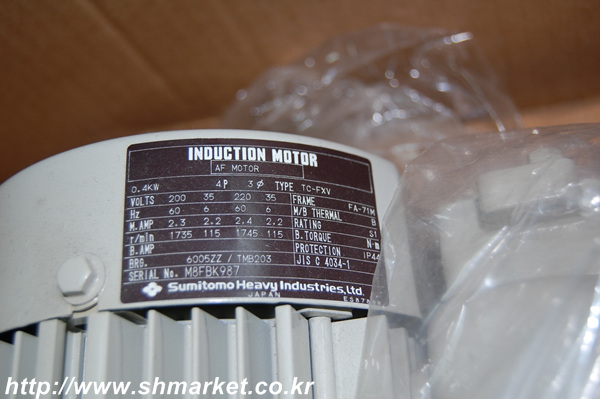 INDUCTION MOTOR
AF MOTOR
0.4KW 4P 3Ø TYPE TC-FXV
VOLTS 200 35 220 35 FRAME FA-71M
Hz 60 6 60 6 M/B THERMAL B
M.AMP 2.3 2.2 2.4 2.2 RATING S1
r/min 1735 115 1745 115 B.TORQUE N·m
B.AMP PROTECTION IP44
BRG. 6005ZZ / TMB203 JIS C 4034-1
SERIAL No. M8FBK987
Sumitomo Heavy Industries,Ltd.
JAPAN
http://www.shmarket.co.kr